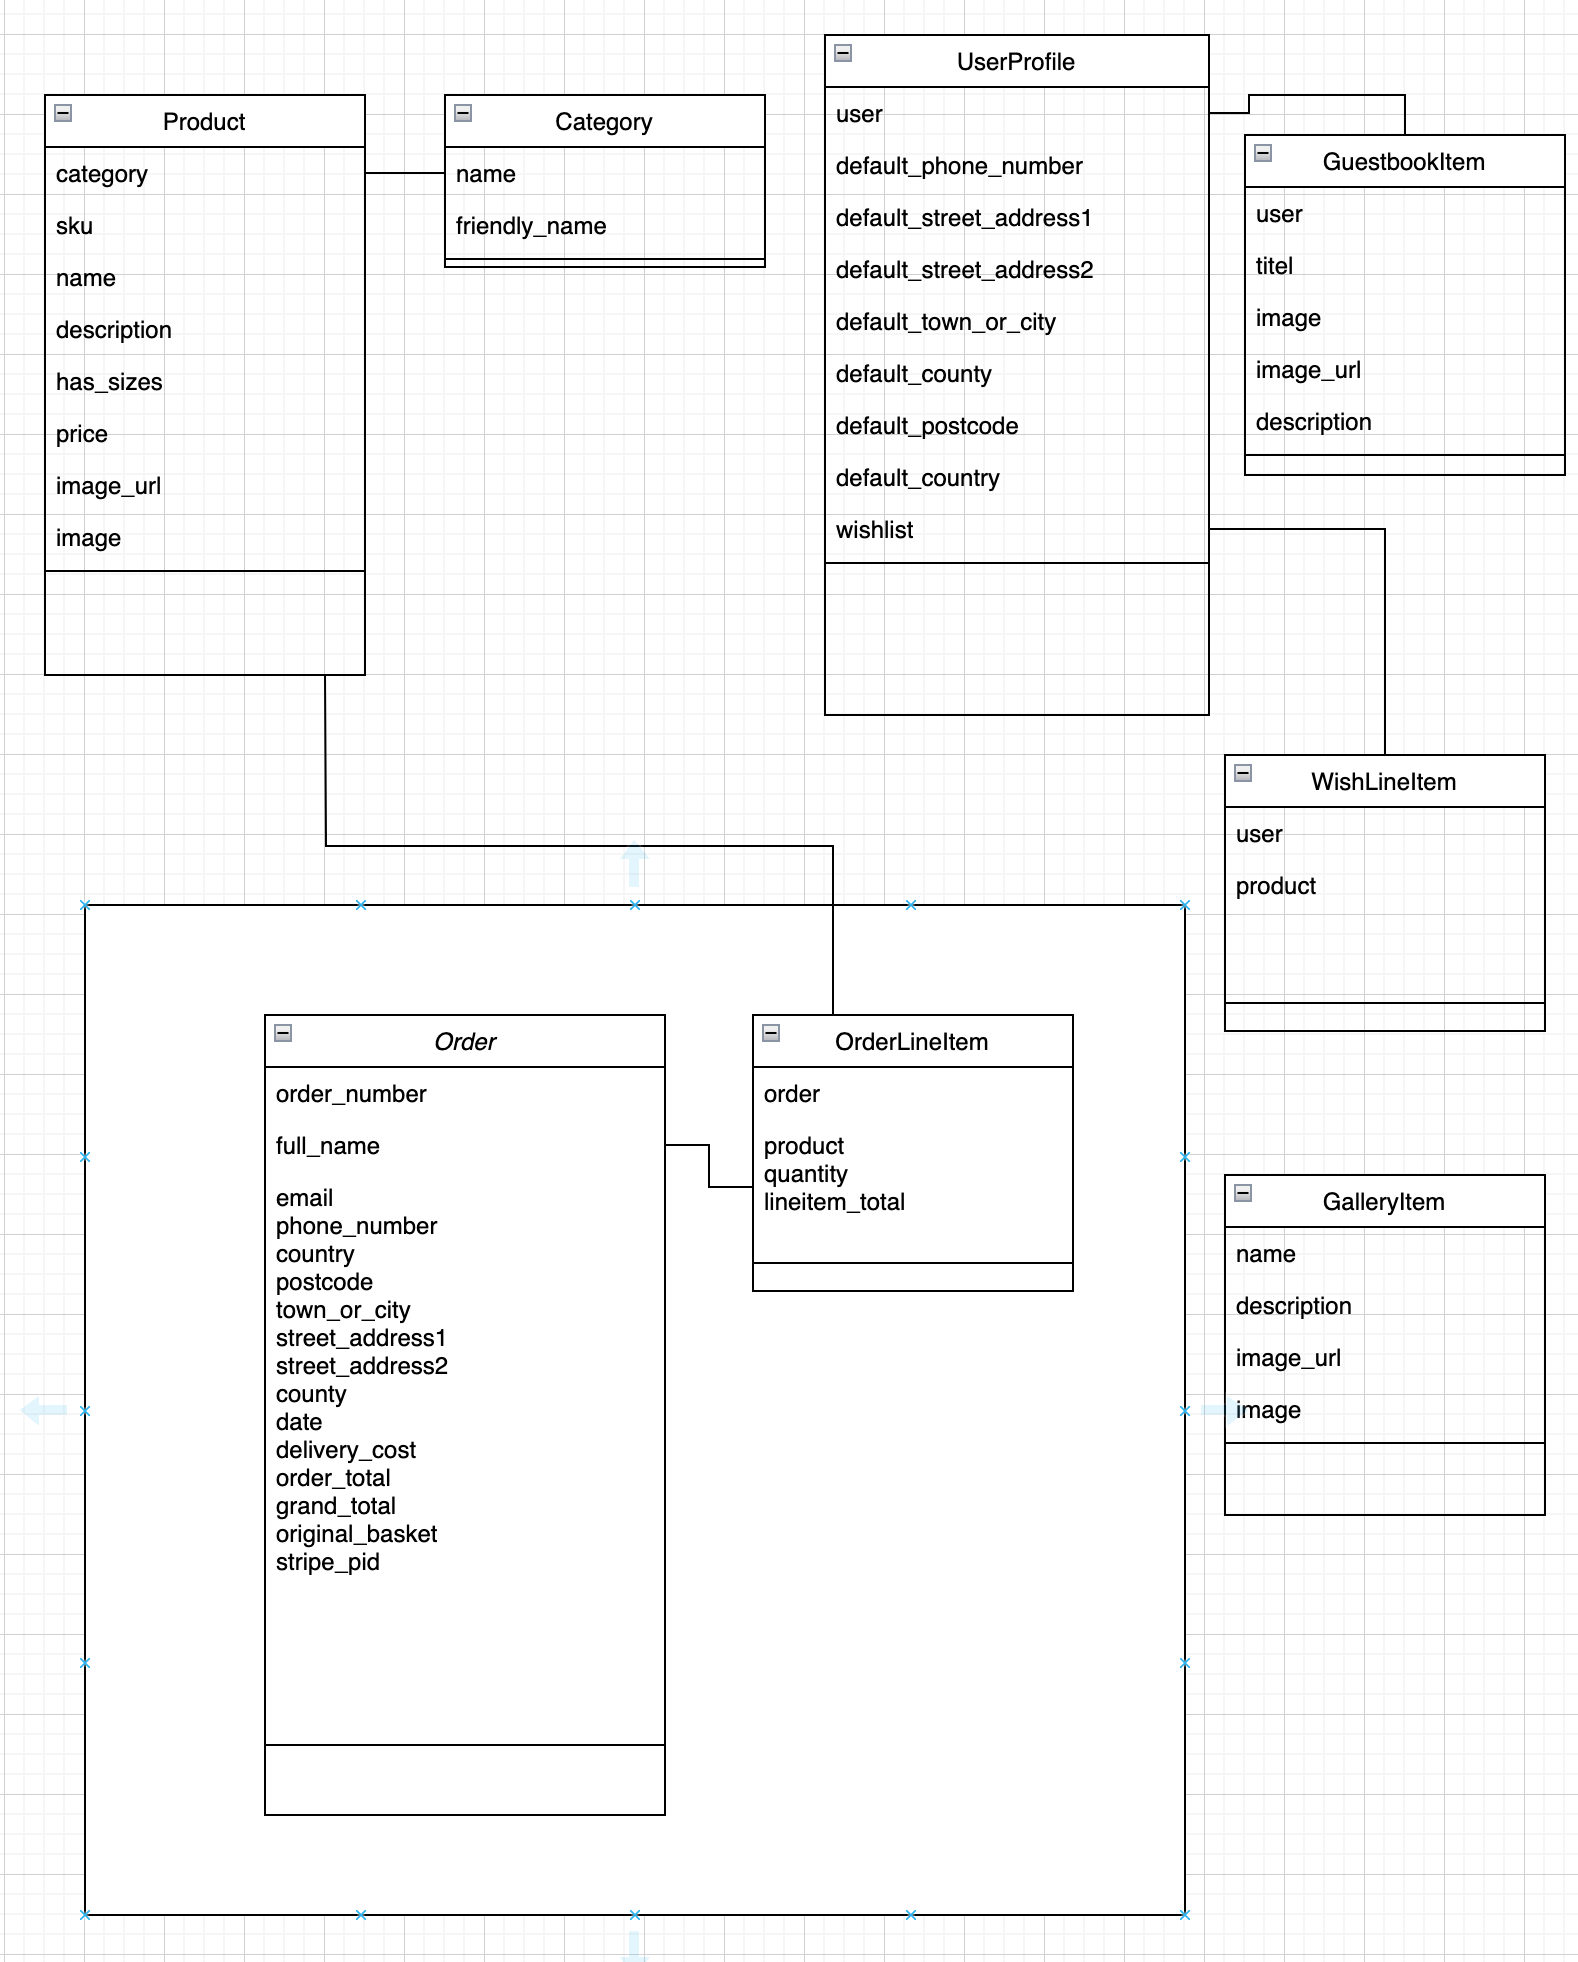 Product
category
sku
name
description
has_sizes
price
image_url
image
Category
name
friendly_name
UserProfile
user
default_phone_number
default_street_address1
default_street_address2
default_town_or_city
default_county
default_postcode
default_country
wishlist
GuestbookItem
user
titel
image
image_url
description
WishLineItem
user
product
Order
order_number
full_name
email
phone_number
country
postcode
town_or_city
street_address1
street_address2
county
date
delivery_cost
order_total
grand_total
original_basket
stripe_pid
OrderLineItem
order
product
quantity
lineitem_total
GalleryItem
name
description
image_url
image